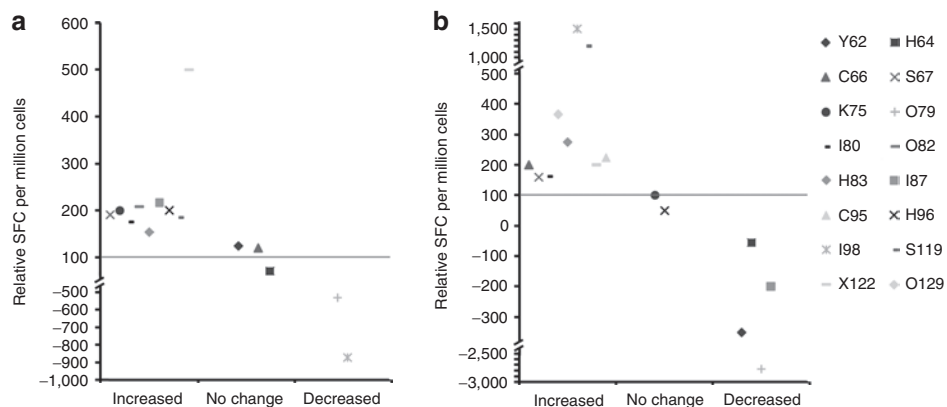 a
Relative SFC per million cells
600
500
400
300
200
100
−500
−600
−700
−800
−900
−1,000
Increased No change Decreased
b
Relative SFC per million cells
1,500
1,000
500
400
300
200
100
0
−100
−200
−300
−2,500
−3,000
Increased No change Decreased
Y62 H64
C66 S67
K75 O79
I80 O82
H83 I87
C95 H96
I98 S119
X122 O129